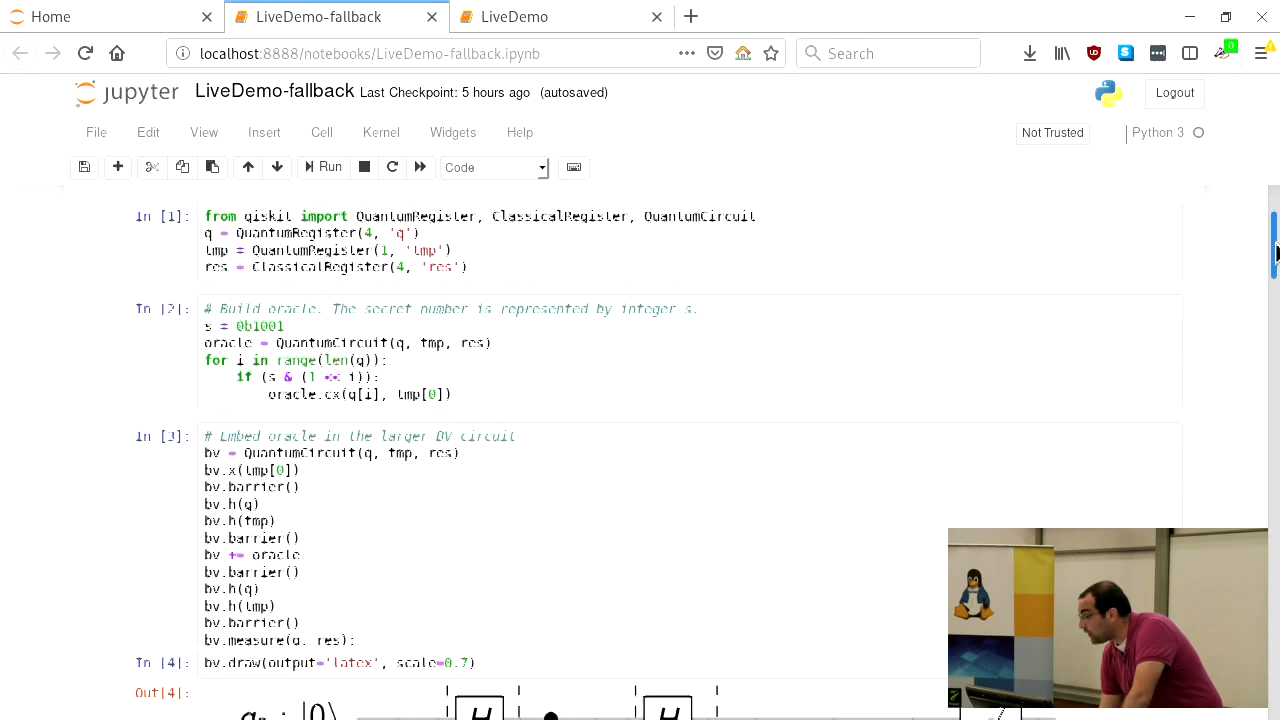 Home
LiveDemo-fallback
LiveDemo
localhost:8888/notebooks/LiveDemo-fallback.ipynb
Search
0
jupyter LiveDemo-fallback Last Checkpoint: 5 hours ago (autosaved)
Logout
File Edit View Insert Cell Kernel Widgets Help
Not Trusted
Python 3
Run
Code
In [1]:
from qiskit import QuantumRegister, ClassicalRegister, QuantumCircuit
q = QuantumRegister(4, 'q')
tmp = QuantumRegister(1, 'tmp')
res = ClassicalRegister(4, 'res')
In [2]:
# Build oracle. The secret number is represented by integer s.
s = 0b1001
oracle = QuantumCircuit(q, tmp, res)
for i in range(len(q)):
    if (s & (1 << i)):
        oracle.cx(q[i], tmp[0])
In [3]:
# Embed oracle in the larger BV circuit
bv = QuantumCircuit(q, tmp, res)
bv.x(tmp[0])
bv.barrier()
bv.h(q)
bv.h(tmp)
bv.barrier()
bv += oracle
bv.barrier()
bv.h(q)
bv.h(tmp)
bv.barrier()
bv.measure(q, res);
In [4]:
bv.draw(output='latex', scale=0.7)
Out[4]:
H
H